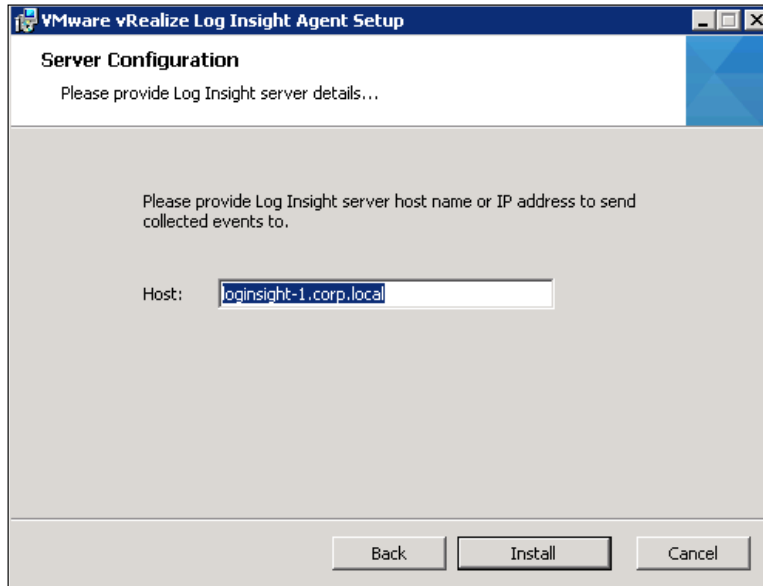 VMware vRealize Log Insight Agent Setup
Server Configuration
Please provide Log Insight server details...
Please provide Log Insight server host name or IP address to send
collected events to.
Host: loginsight-1.corp.local
Back Install Cancel